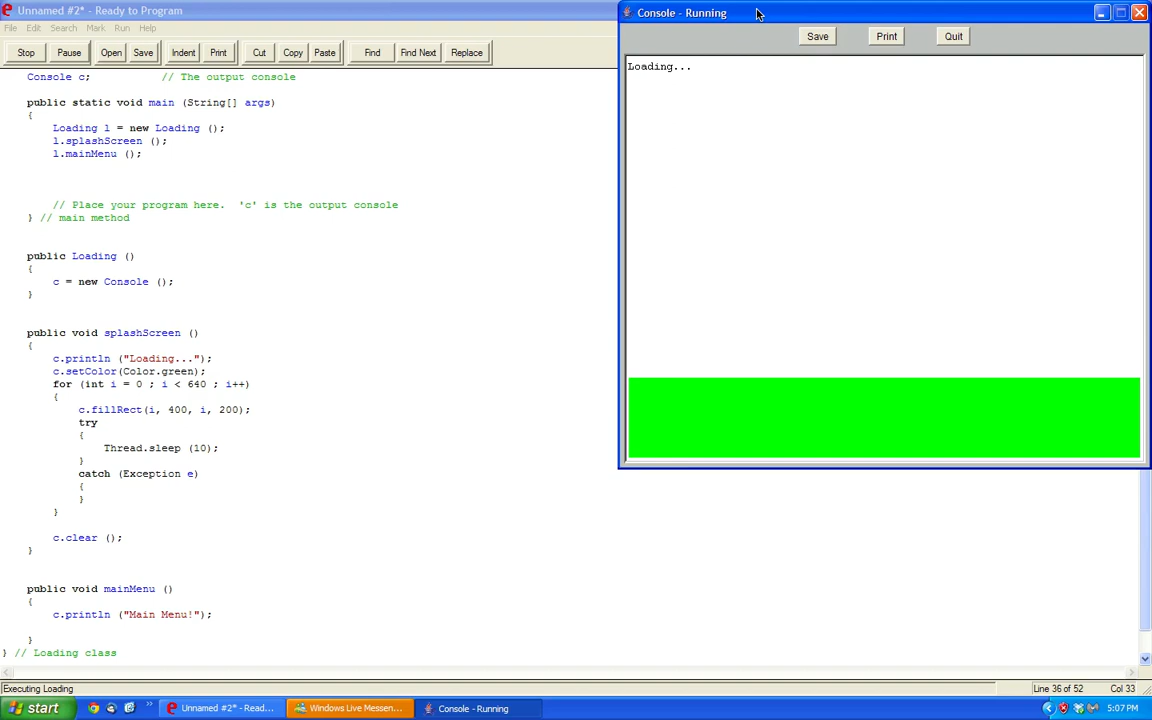 Unnamed #2* - Ready to Program
File Edit Search Mark Run Help
Stop Pause Open Save Indent Print Cut Copy Paste Find Find Next Replace
Console c; // The output console
public static void main (String[] args)
{
Loading l = new Loading ();
l.splashScreen ();
l.mainMenu ();
// Place your program here. 'c' is the output console
} // main method
public Loading ()
{
c = new Console ();
}
public void splashScreen ()
{
c.println ("Loading...");
c.setColor(Color.green);
for (int i = 0 ; i < 640 ; i++)
{
c.fillRect(i, 400, i, 200);
try
{
Thread.sleep (10);
}
catch (Exception e)
{
}
}
c.clear ();
}
public void mainMenu ()
{
c.println ("Main Menu!");
}
} // Loading class
Console - Running
Save Print Quit
Loading...
Executing Loading
Line 36 of 52 Col 33
start
Unnamed #2* - Read...
Windows Live Messen...
Console - Running
5:07 PM